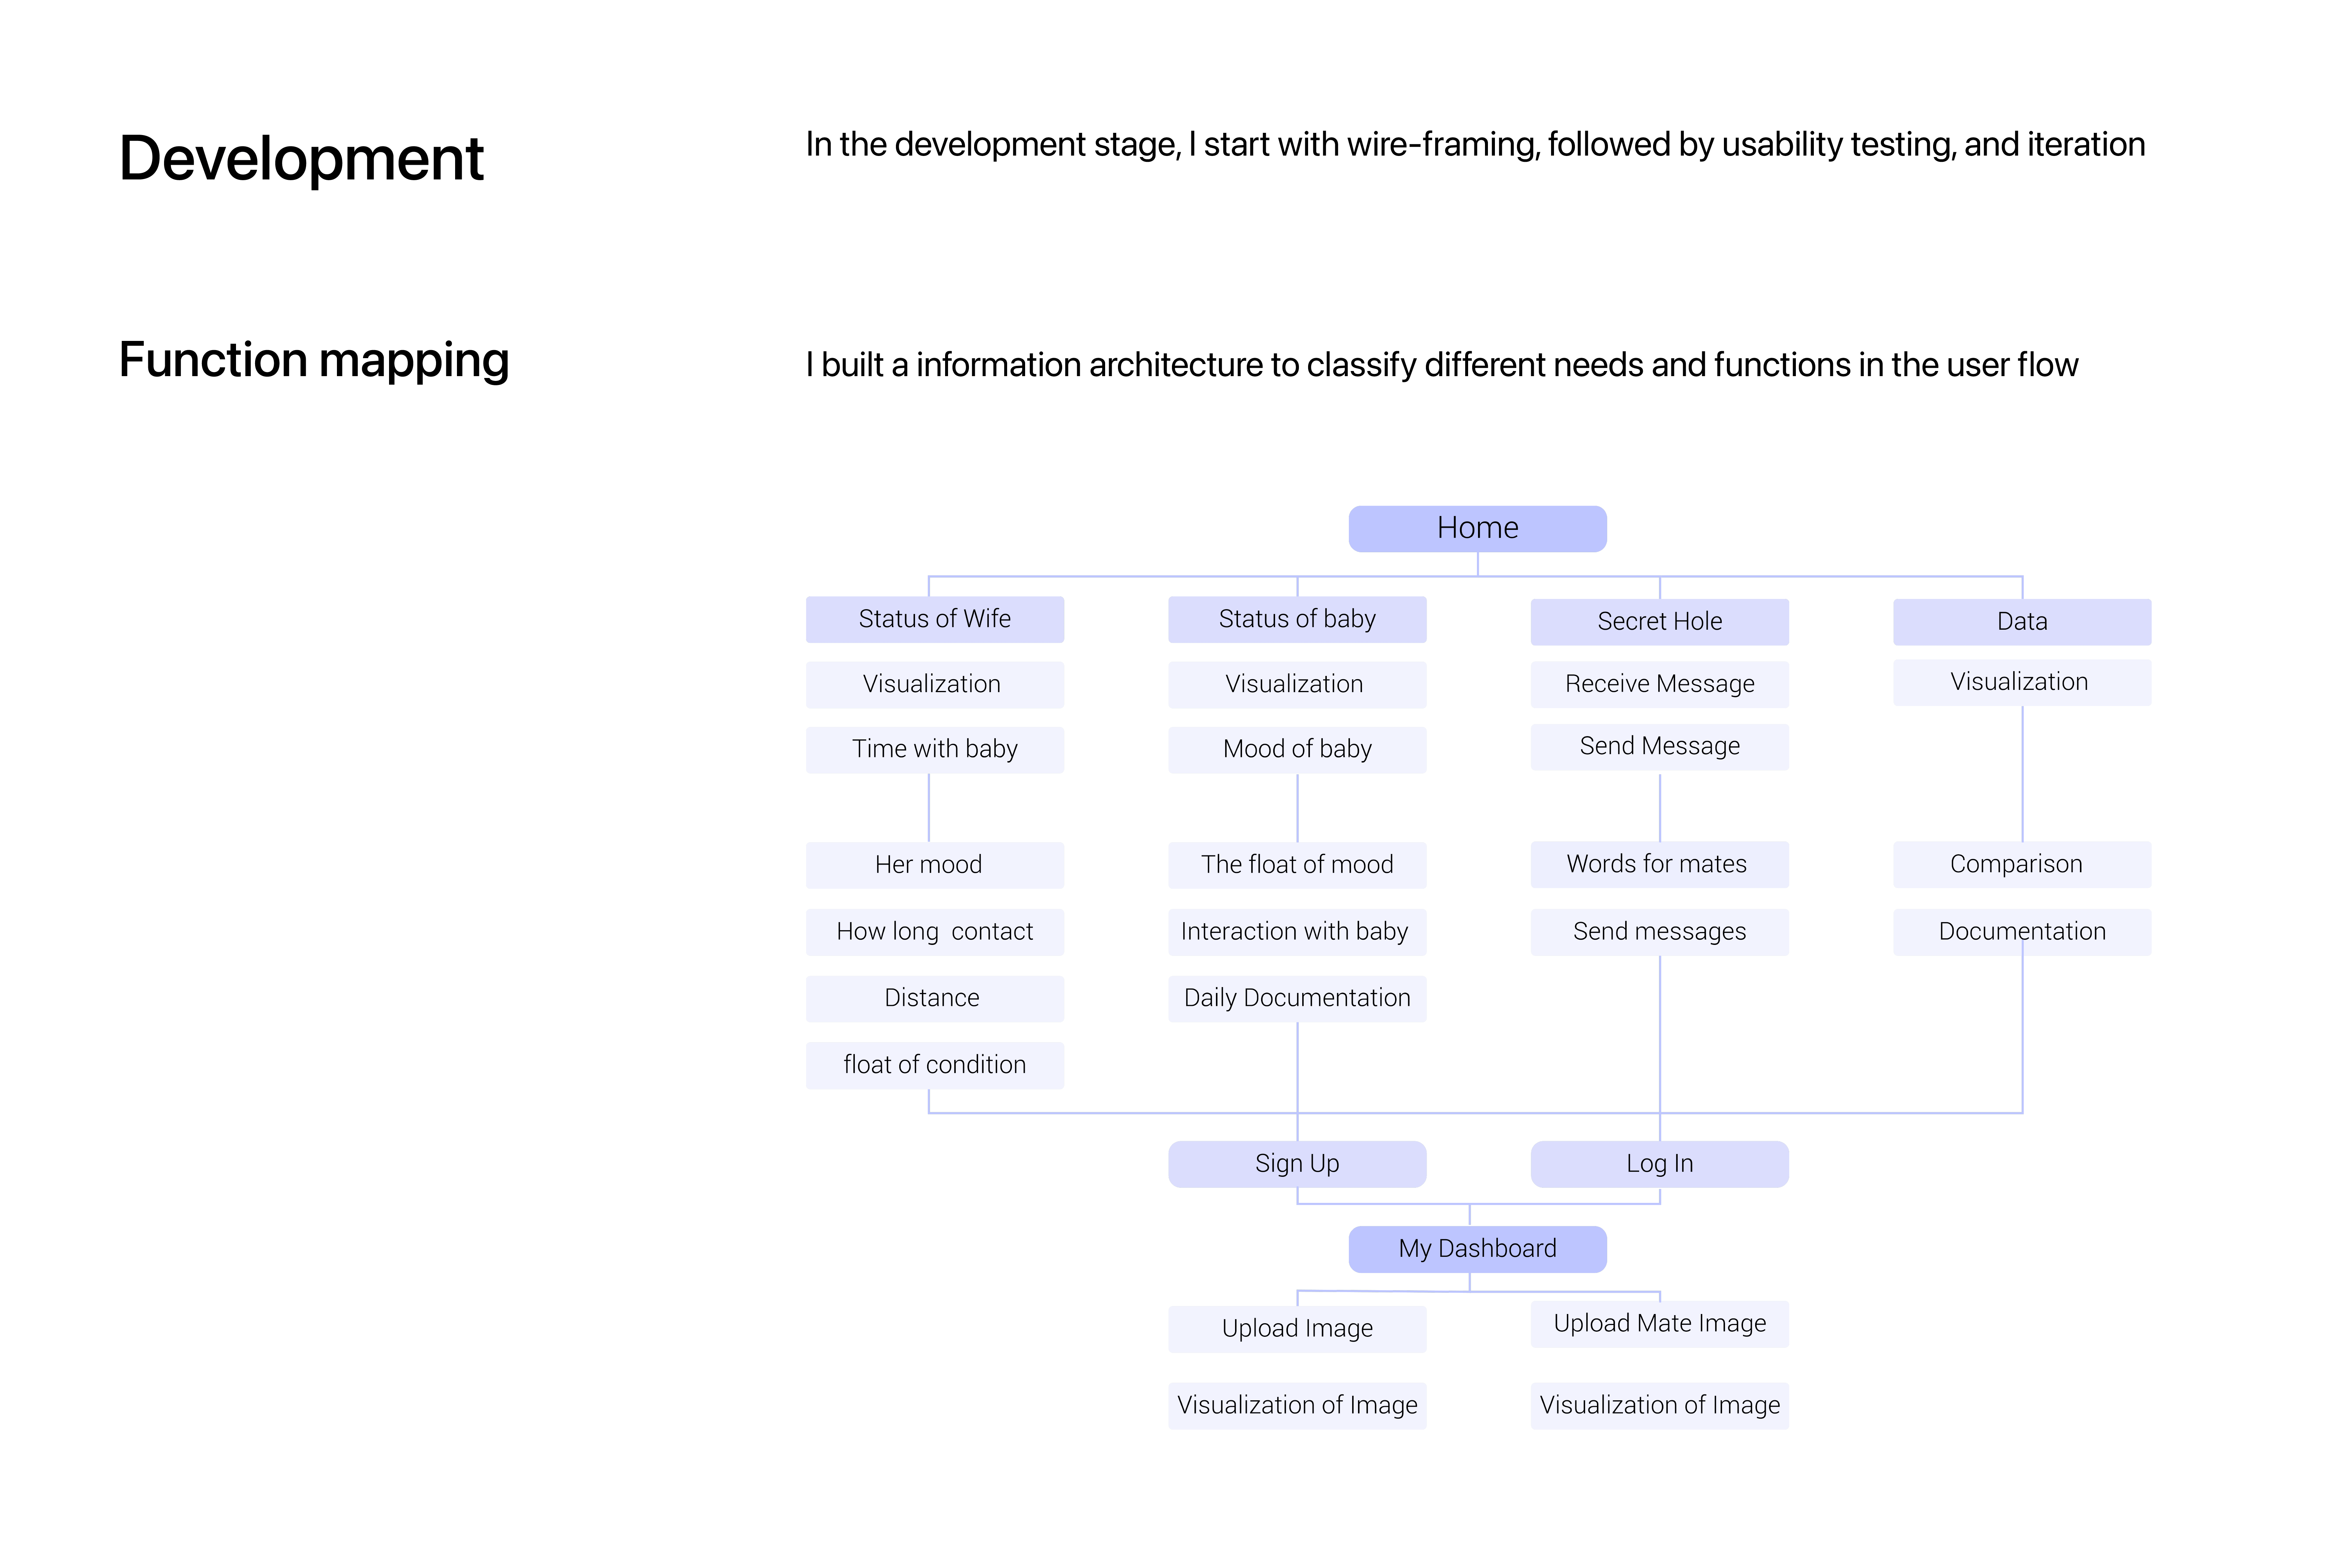 Development
In the development stage, I start with wire-framing, followed by usability testing, and iteration
Function mapping
I built a information architecture to classify different needs and functions in the user flow
Home
Status of Wife
Visualization
Time with baby
Her mood
How long contact
Distance
float of condition
Status of baby
Visualization
Mood of baby
The float of mood
Interaction with baby
Daily Documentation
Secret Hole
Receive Message
Send Message
Words for mates
Send messages
Data
Visualization
Comparison
Documentation
Sign Up
Log In
My Dashboard
Upload Image
Visualization of Image
Upload Mate Image
Visualization of Image